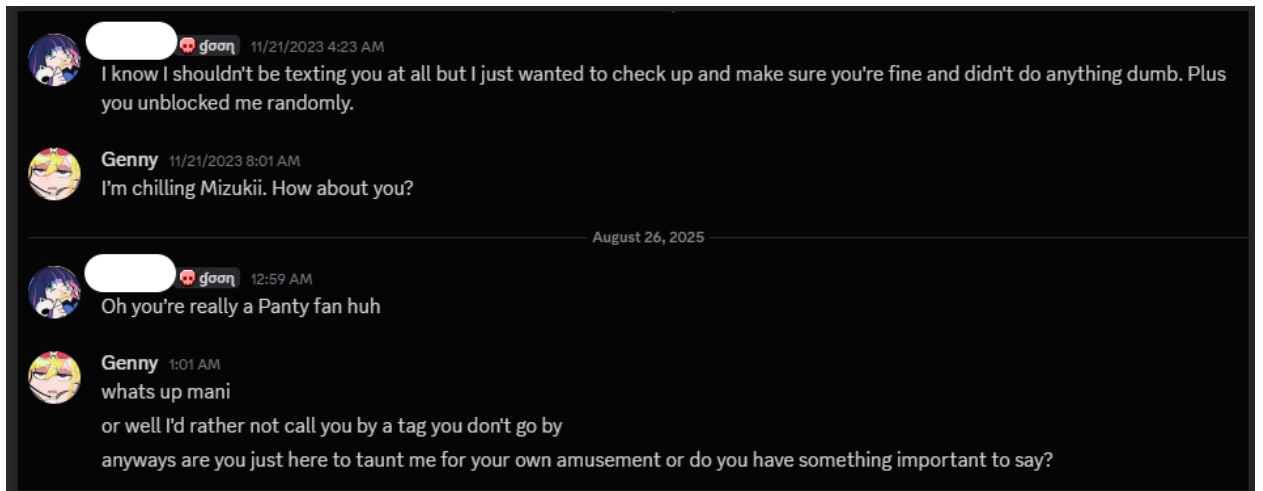 ɠσσɳ 11/21/2023 4:23 AM
I know I shouldn't be texting you at all but I just wanted to check up and make sure you're fine and didn't do anything dumb. Plus
you unblocked me randomly.
Genny 11/21/2023 8:01 AM
I'm chilling Mizukii. How about you?
August 26, 2025
ɠσσɳ 12:59 AM
Oh you're really a Panty fan huh
Genny 1:01 AM
whats up mani
or well I'd rather not call you by a tag you don't go by
anyways are you just here to taunt me for your own amusement or do you have something important to say?